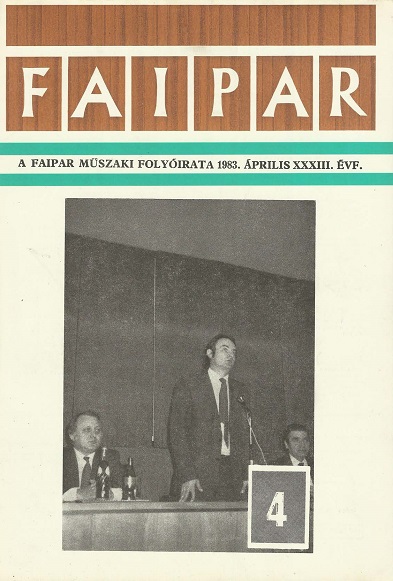 FAIPAR
A FAIPAR MŰSZAKI FOLYÓIRATA 1983. ÁPRILIS XXXIII. ÉVF.
4